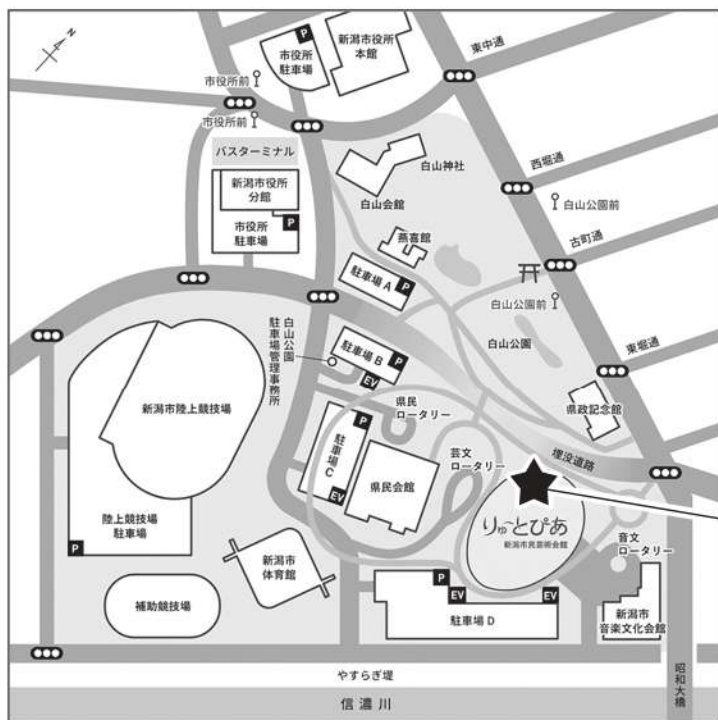 N
P
市役所
駐車場
新潟市役所
本館
東中通
市役所前
市役所前
バスターミナル
新潟市役所
分館
市役所
駐車場
P
白山神社
白山会館
西堀通
白山公園前
燕喜館
古町通
駐車場 A
P
白山公園前
白山公園
駐車場管理事務所
駐車場 B
P
EV
白山公園
東堀通
新潟市陸上競技場
県民
ロータリー
県政記念館
P
駐車場 C
EV
県民会館
芸文
ロータリー
埋没道路
りゅーとぴあ
新潟市民芸術文化会館
陸上競技場
駐車場
P
新潟市
体育館
音文
ロータリー
補助競技場
P
EV
EV
駐車場 D
新潟市
音楽文化会館
やすらぎ堤
昭和大橋
信濃川